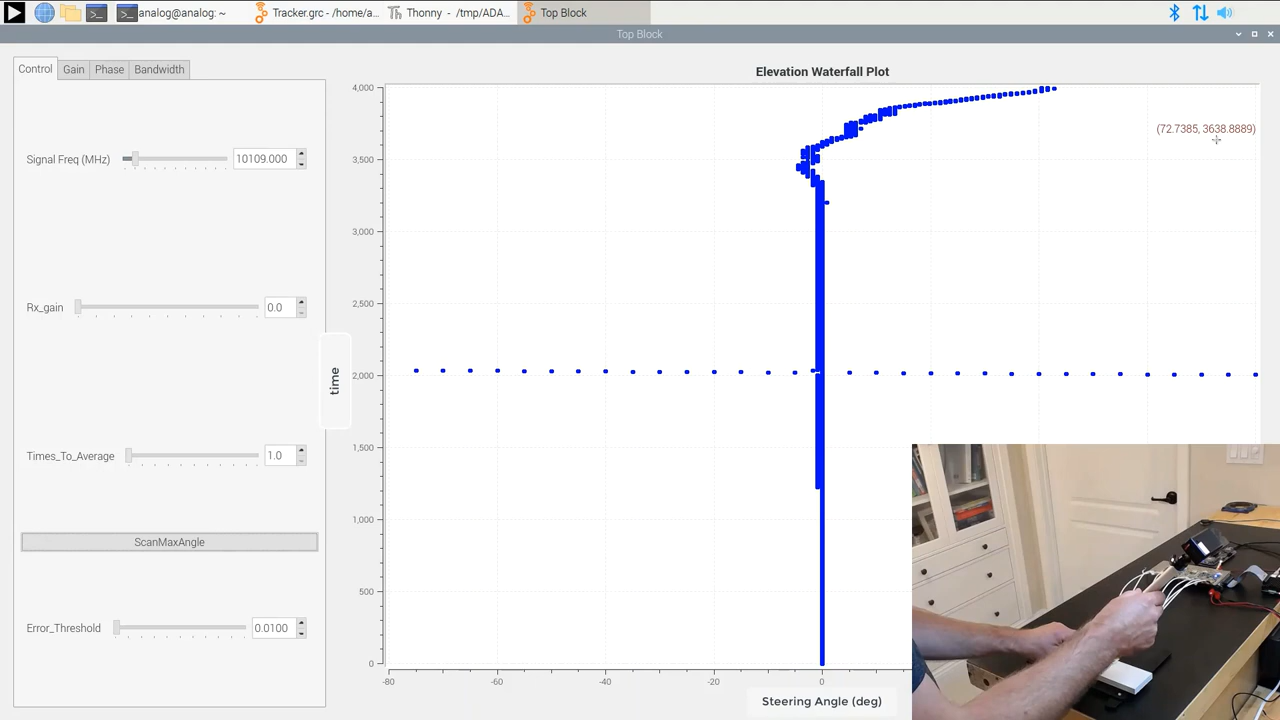 analog@analog: ~
Tracker.grc - /home/a...
Thonny - /tmp/ADA...
Top Block
Top Block
Control
Gain
Phase
Bandwidth
Signal Freq (MHz)
10109.000
Rx_gain
0.0
Times_To_Average
1.0
ScanMaxAngle
Error_Threshold
0.0100
Elevation Waterfall Plot
4,000
3,500
3,000
2,500
2,000
1,500
1,000
500
0
time
(72.7385, 3638.8889)
-80
-60
-40
-20
0
Steering Angle (deg)